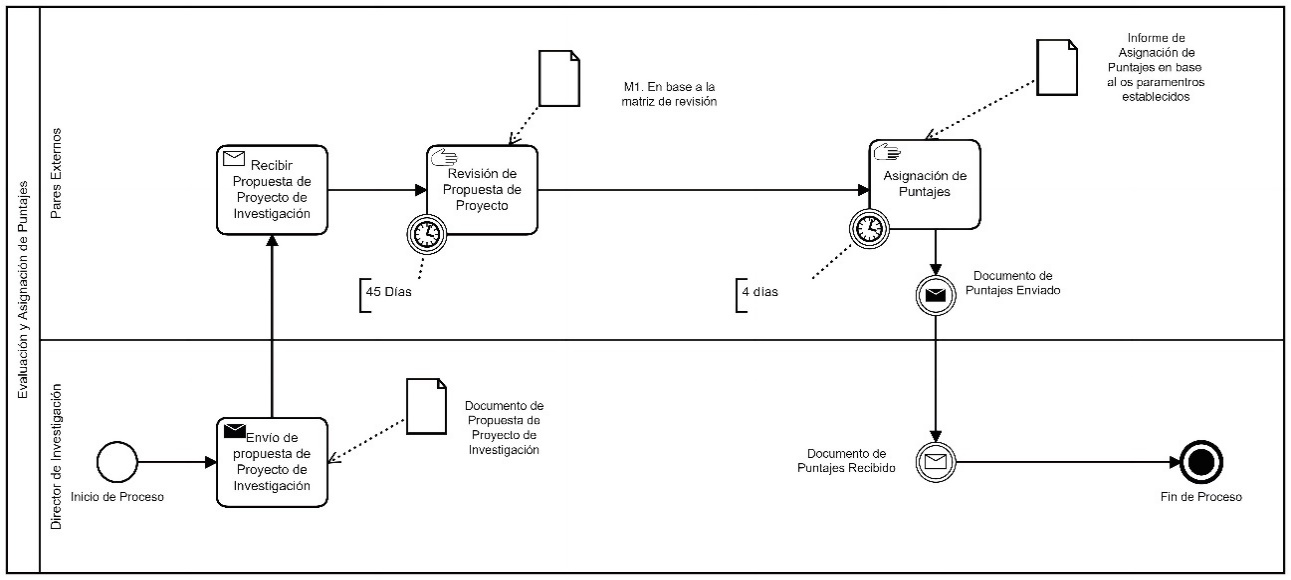 Evaluación y Asignación de Puntajes
Pares Externos
Recibir
Propuesta de
Proyecto de
Investigación
Revisión de
Propuesta de
Proyecto
45 Días
M1. En base a la
matriz de revisión
Asignación de
Puntajes
4 días
Informe de
Asignación de
Puntajes en base
al os paramentros
establecidos
Documento de
Puntajes Enviado
Director de Investigación
Inicio de Proceso
Envío de
propuesta de
Proyecto de
Investigación
Documento de
Propuesta de
Proyecto de
Investigación
Documento de
Puntajes Recibido
Fin de Proceso